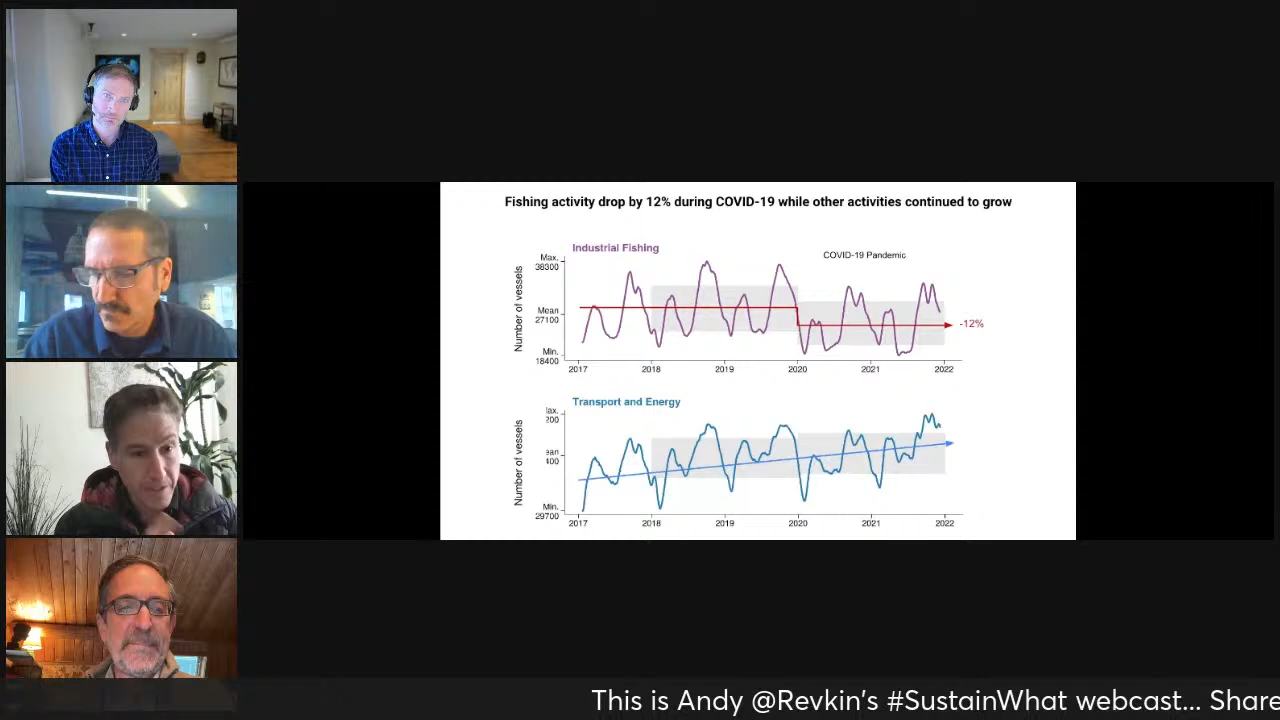 Fishing activity drop by 12% during COVID-19 while other activities continued to grow
Industrial Fishing
COVID-19 Pandemic
Number of vessels
Max.
38300
Mean
27100
Min.
18400
-12%
2017 2018 2019 2020 2021 2022
Transport and Energy
Number of vessels
Min.
29700
2017 2018 2019 2020 2021 2022
This is Andy @Revkin's #SustainWhat webcast... Share